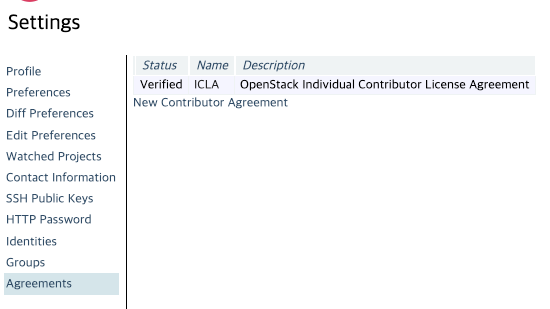 Settings
Profile
Preferences
Diff Preferences
Edit Preferences
Watched Projects
Contact Information
SSH Public Keys
HTTP Password
Identities
Groups
Agreements
Status Name Description
Verified ICLA OpenStack Individual Contributor License Agreement
New Contributor Agreement